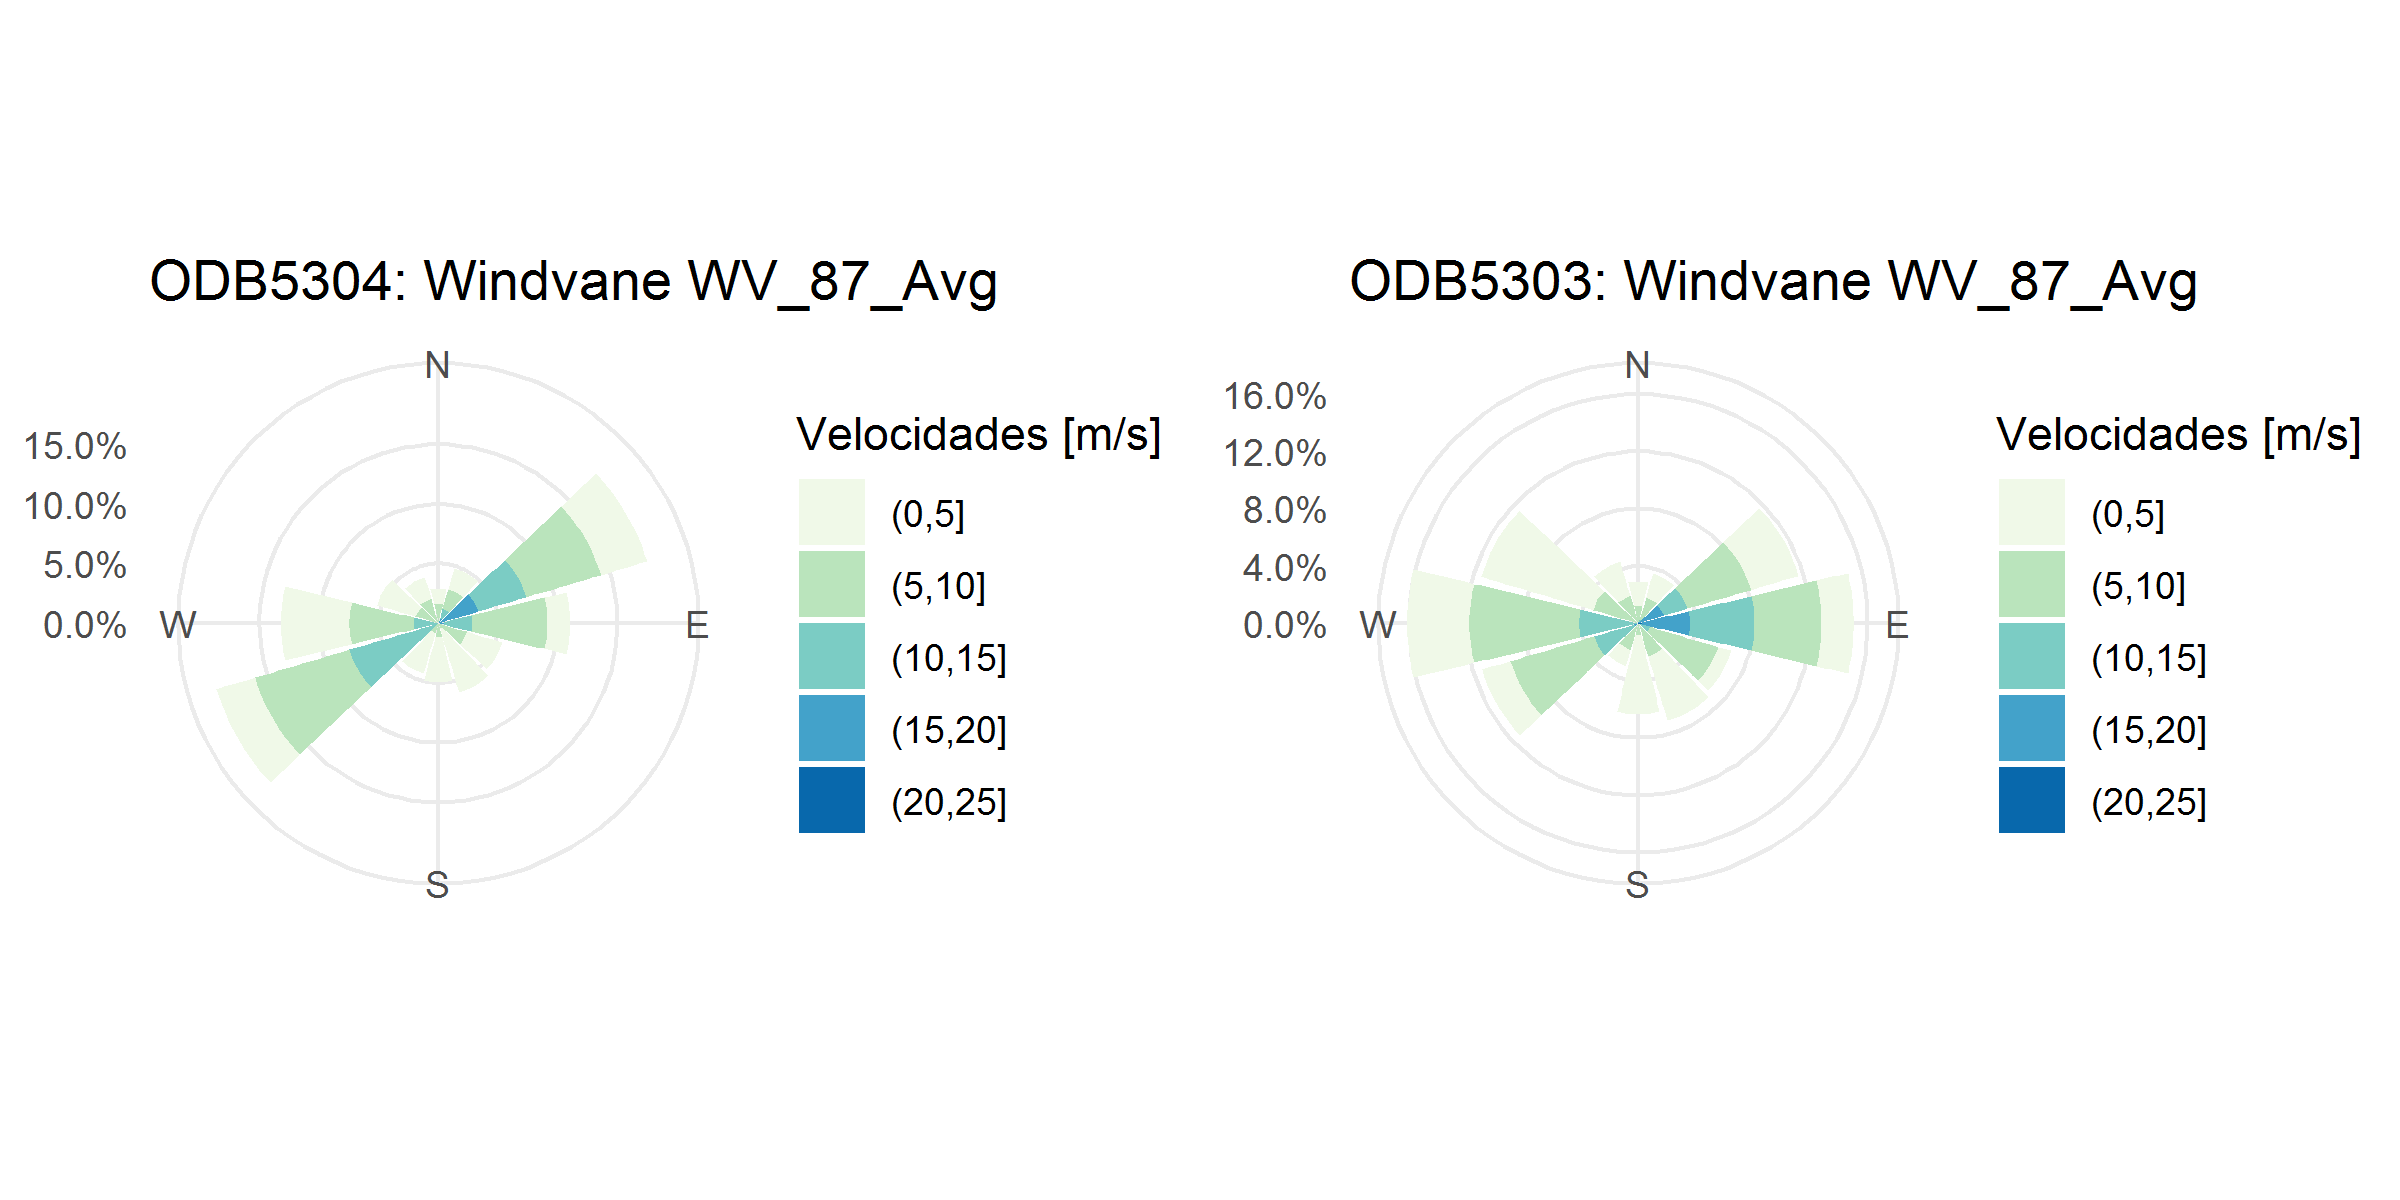 ODB5304: Windvane WV_87_Avg
N
W
E
S
15.0%
10.0%
5.0%
0.0%
Velocidades [m/s]
(0,5]
(5,10]
(10,15]
(15,20]
(20,25]
ODB5303: Windvane WV_87_Avg
N
W
E
S
16.0%
12.0%
8.0%
4.0%
0.0%
Velocidades [m/s]
(0,5]
(5,10]
(10,15]
(15,20]
(20,25]